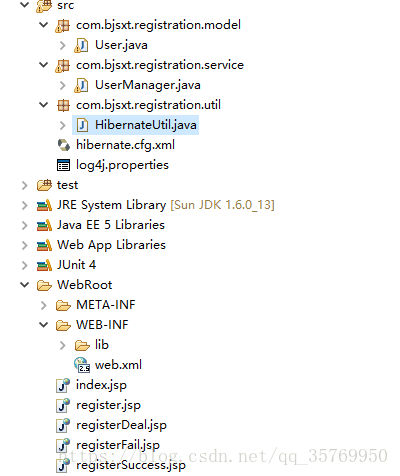 src
com.bjsxt.registration.model
User.java
com.bjsxt.registration.service
UserManager.java
com.bjsxt.registration.util
HibernateUtil.java
hibernate.cfg.xml
log4j.properties
test
JRE System Library [Sun JDK 1.6.0_13]
Java EE 5 Libraries
Web App Libraries
JUnit 4
WebRoot
META-INF
WEB-INF
lib
web.xml
index.jsp
register.jsp
registerDeal.jsp
registerFail.jsp
https://blog.csdn.net/qq_35769950
registerSuccess.jsp